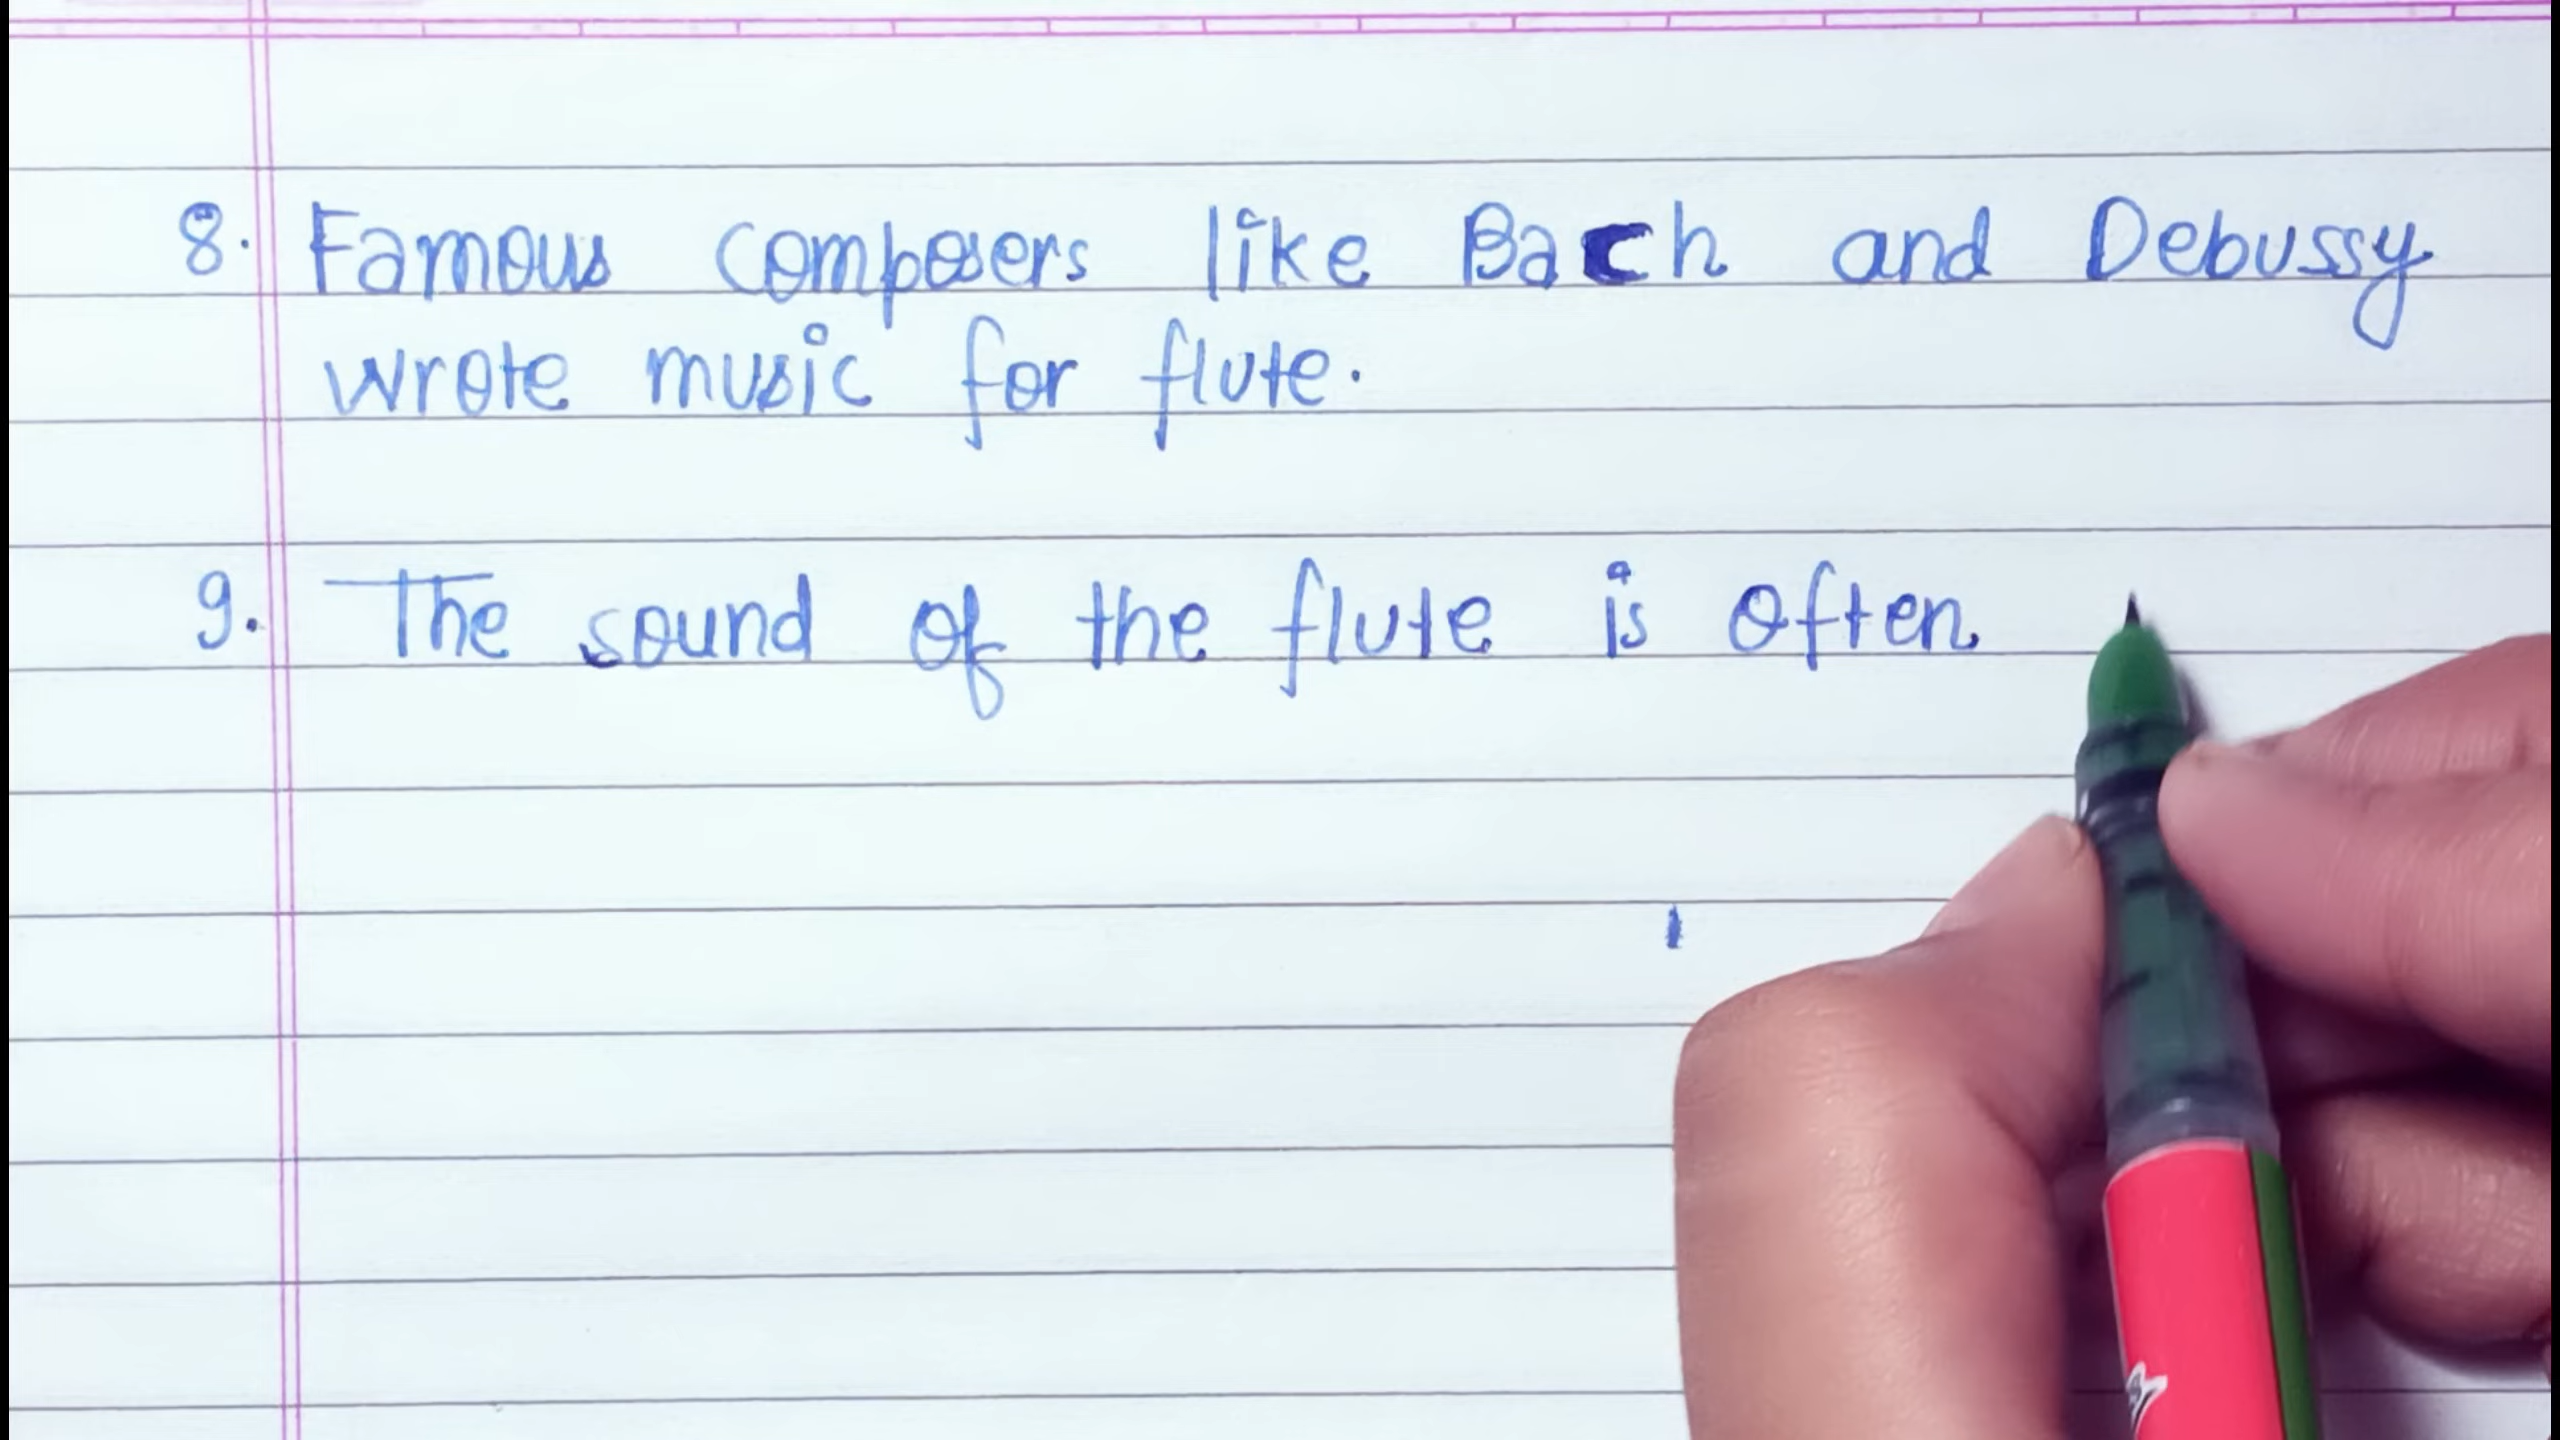 8. Famous composers like Bach and Debussy
wrote music for flute.
9. The sound of the flute is often